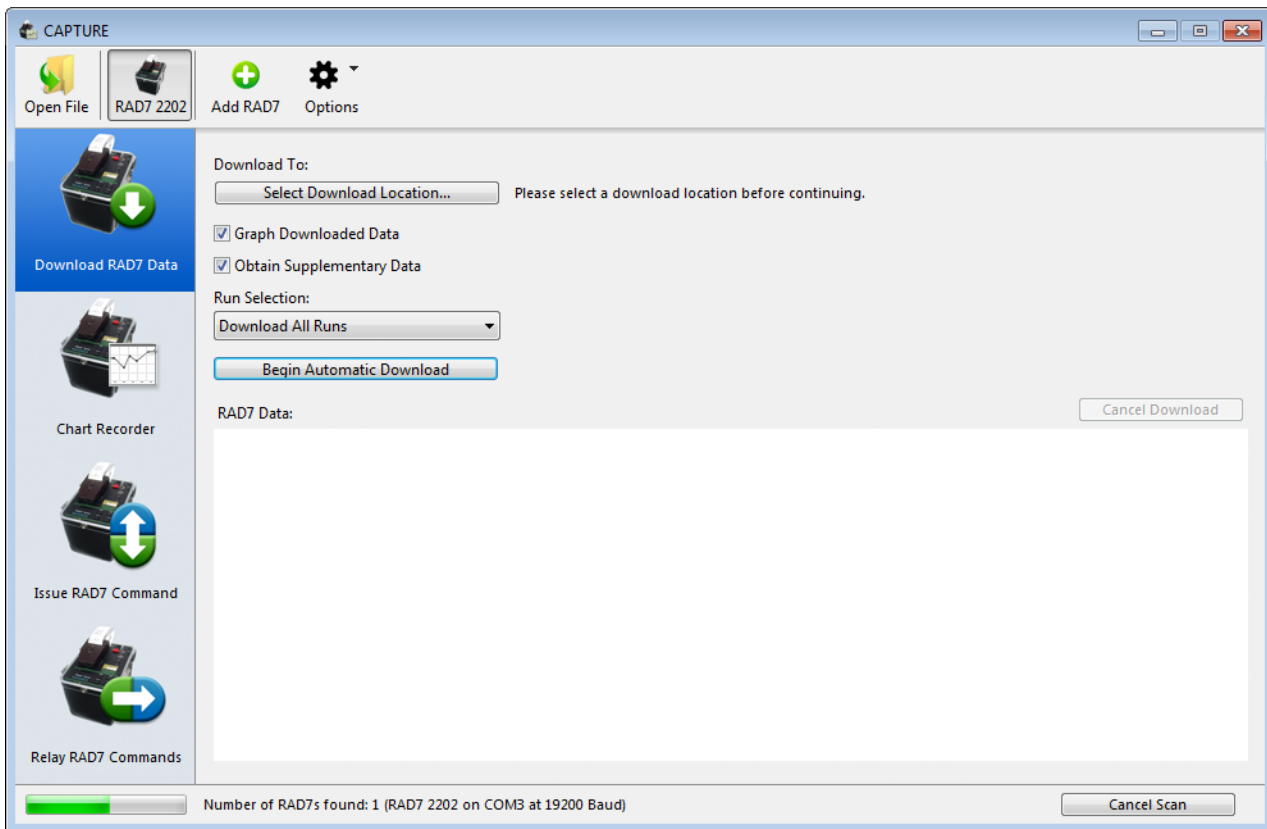 CAPTURE
Open File
RAD7 2202
Add RAD7
Options
Download RAD7 Data
Chart Recorder
Issue RAD7 Command
Relay RAD7 Commands
Download To:
Select Download Location... Please select a download location before continuing.
Graph Downloaded Data
Obtain Supplementary Data
Run Selection:
Download All Runs
Begin Automatic Download
RAD7 Data:
Cancel Download
Number of RAD7s found: 1 (RAD7 2202 on COM3 at 19200 Baud)
Cancel Scan